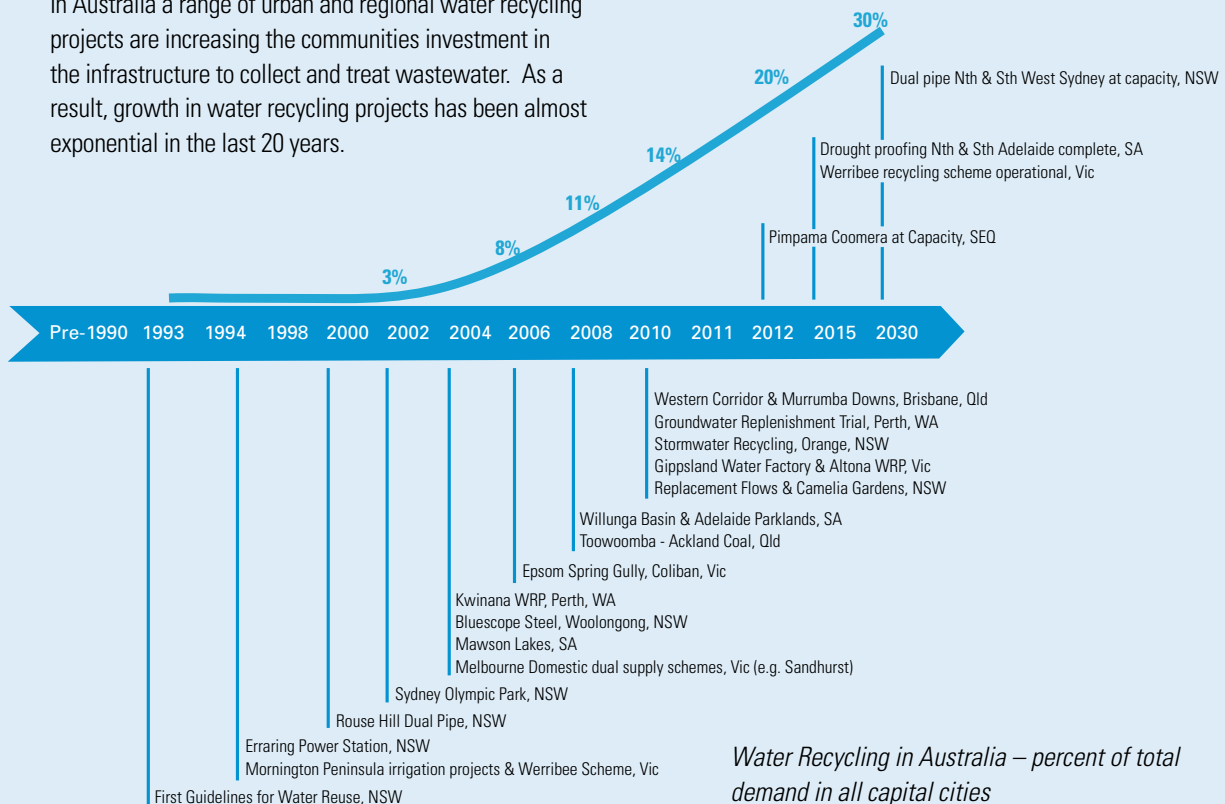 In Australia a range of urban and regional water recycling
projects are increasing the communities investment in
the infrastructure to collect and treat wastewater. As a
result, growth in water recycling projects has been almost
exponential in the last 20 years.
30%
20%
14%
11%
8%
3%
Dual pipe Nth & Sth West Sydney at capacity, NSW
Drought proofing Nth & Sth Adelaide complete, SA
Werribee recycling scheme operational, Vic
Pimpama Coomera at Capacity, SEQ
Pre-1990 1993 1994 1998 2000 2002 2004 2006 2008 2010 2011 2012 2015 2030
Western Corridor & Murrumba Downs, Brisbane, Qld
Groundwater Replenishment Trial, Perth, WA
Stormwater Recycling, Orange, NSW
Gippsland Water Factory & Altona WRP, Vic
Replacement Flows & Camelia Gardens, NSW
Willunga Basin & Adelaide Parklands, SA
Toowoomba - Ackland Coal, Qld
Epsom Spring Gully, Coliban, Vic
Kwinana WRP, Perth, WA
Bluescope Steel, Woolongong, NSW
Mawson Lakes, SA
Melbourne Domestic dual supply schemes, Vic (e.g. Sandhurst)
Sydney Olympic Park, NSW
Rouse Hill Dual Pipe, NSW
Erraring Power Station, NSW
Mornington Peninsula irrigation projects & Werribee Scheme, Vic
First Guidelines for Water Reuse, NSW
Water Recycling in Australia – percent of total
demand in all capital cities